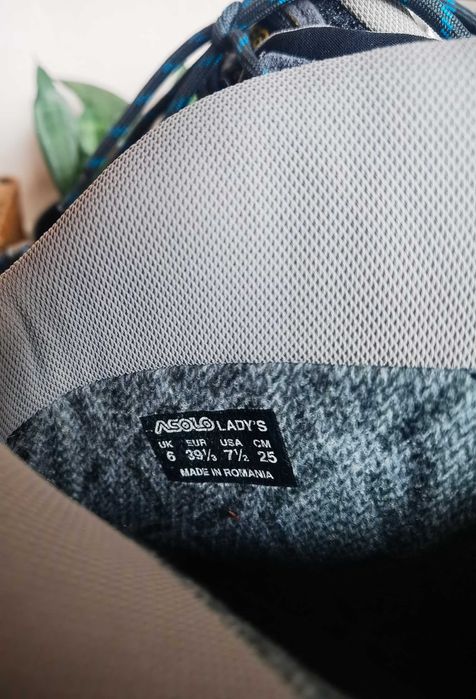 ASOLO LADY'S
UK EUR USA CM
6 39⅓ 7½ 25
MADE IN ROMANIA